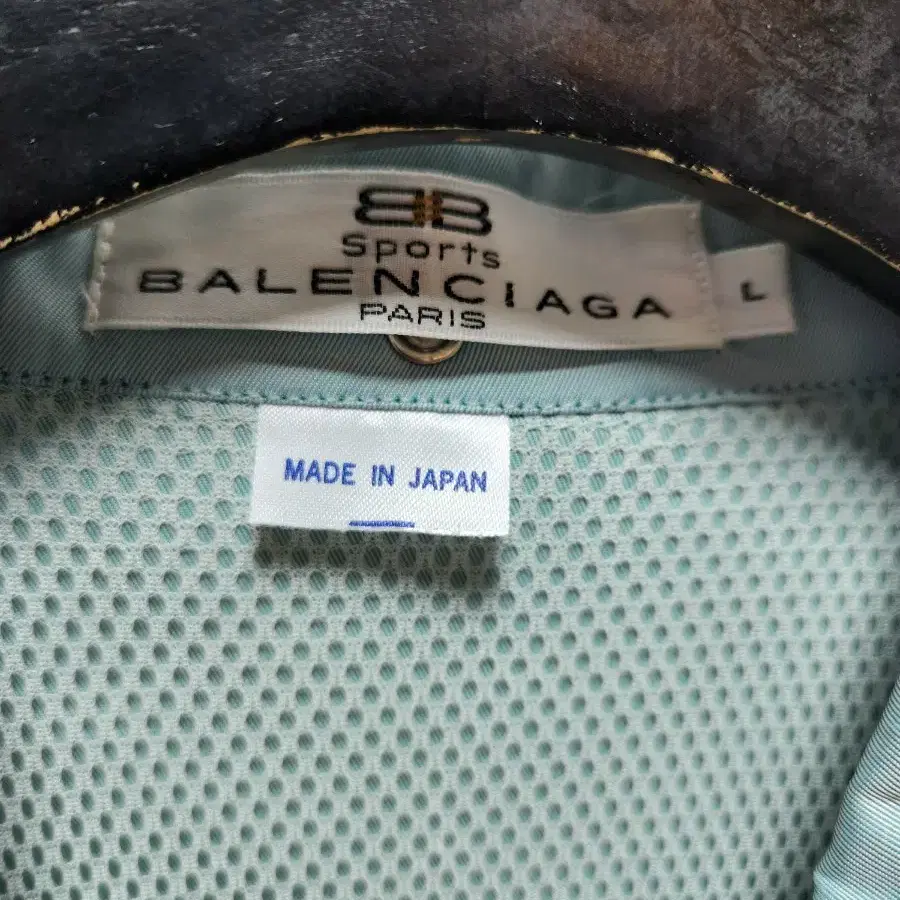 BB
Sports
BALENCIAGA
PARIS
L
MADE IN JAPAN